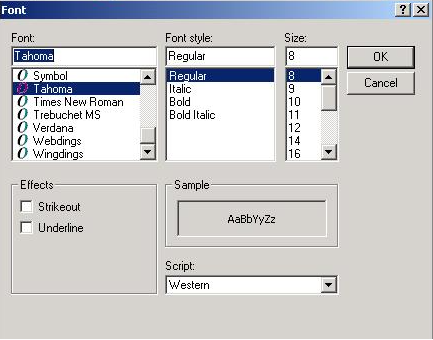 Font
Font:
Tahoma
Symbol
Tahoma
Times New Roman
Trebuchet MS
Verdana
Webdings
Wingdings
Font style:
Regular
Regular
Italic
Bold
Bold Italic
Size:
8
8
9
10
11
12
14
16
OK
Cancel
Effects
Strikeout
Underline
Sample
AaBbYyZz
Script:
Western